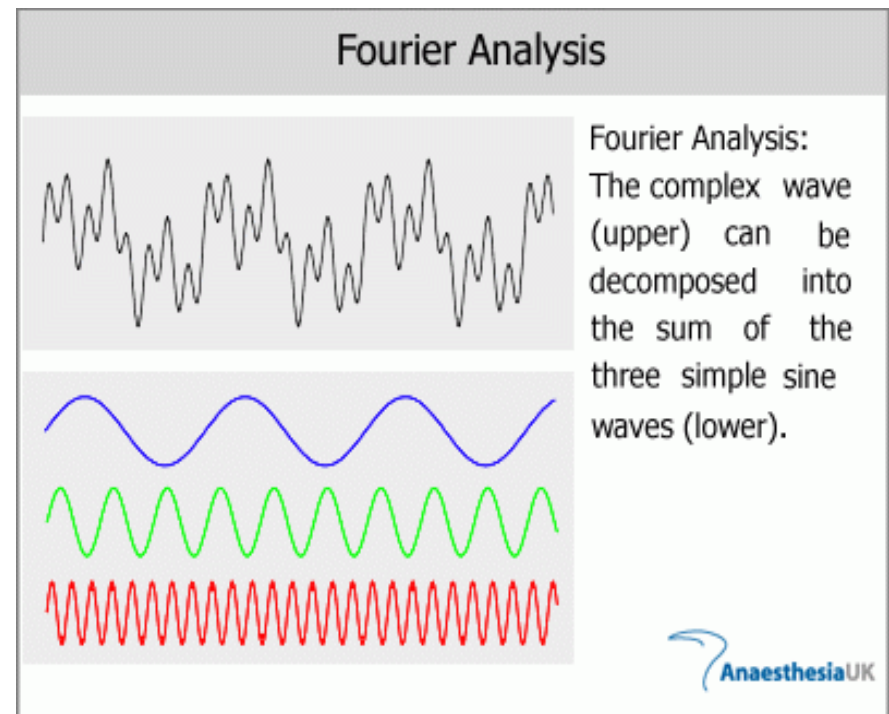 Fourier Analysis
Fourier Analysis:
The complex wave
(upper) can be
decomposed into
the sum of the
three simple sine
waves (lower).
AnaesthesiaUK